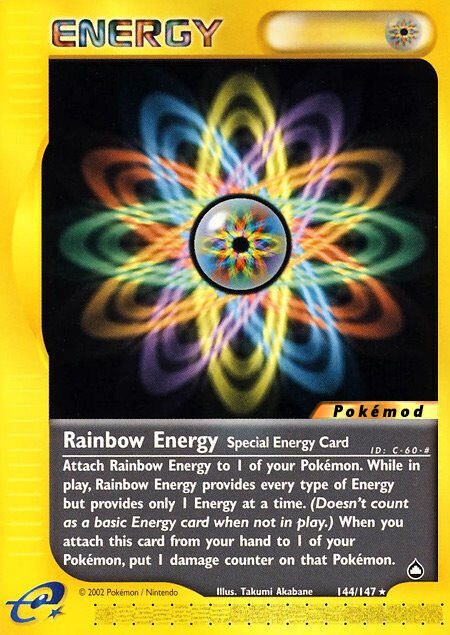 ENERGY
Pokémod
Rainbow Energy Special Energy Card
ID: C-60-#
Attach Rainbow Energy to 1 of your Pokémon. While in
play, Rainbow Energy provides every type of Energy
but provides only 1 Energy at a time. (Doesn't count
as a basic Energy card when not in play.) When you
attach this card from your hand to 1 of your
Pokémon, put 1 damage counter on that Pokémon.
© 2002 Pokémon / Nintendo Illus. Takumi Akabane 144/147 ★
e